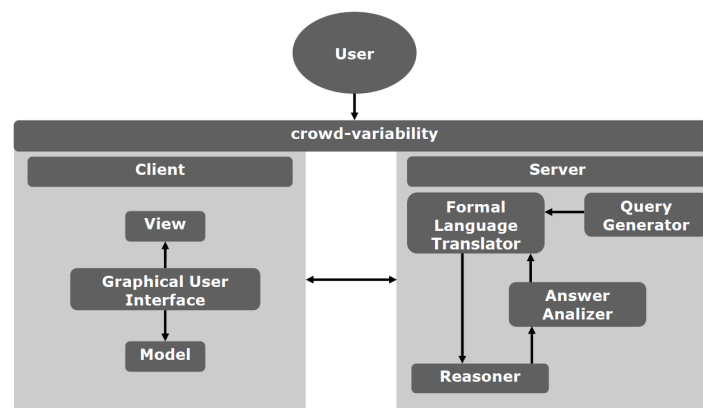 User
crowd-variability
Client
Server
View
Graphical User
Interface
Model
Formal
Language
Translator
Query
Generator
Answer
Analizer
Reasoner